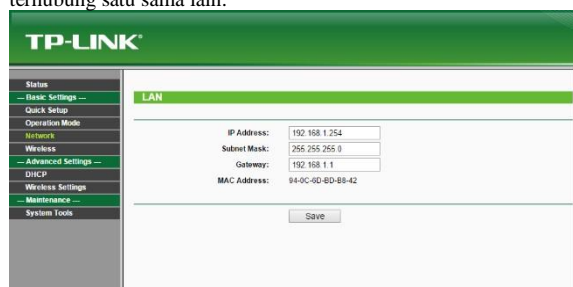 terhubung satu sama lain.
TP-LINK®
Status
--- Basic Settings ---
Quick Setup
Operation Mode
Network
Wireless
--- Advanced Settings ---
DHCP
Wireless Settings
--- Maintenance ---
System Tools
LAN
IP Address: 192.168.1.254
Subnet Mask: 255.255.255.0
Gateway: 192.168.1.1
MAC Address: 94-0C-6D-BD-B8-42
Save